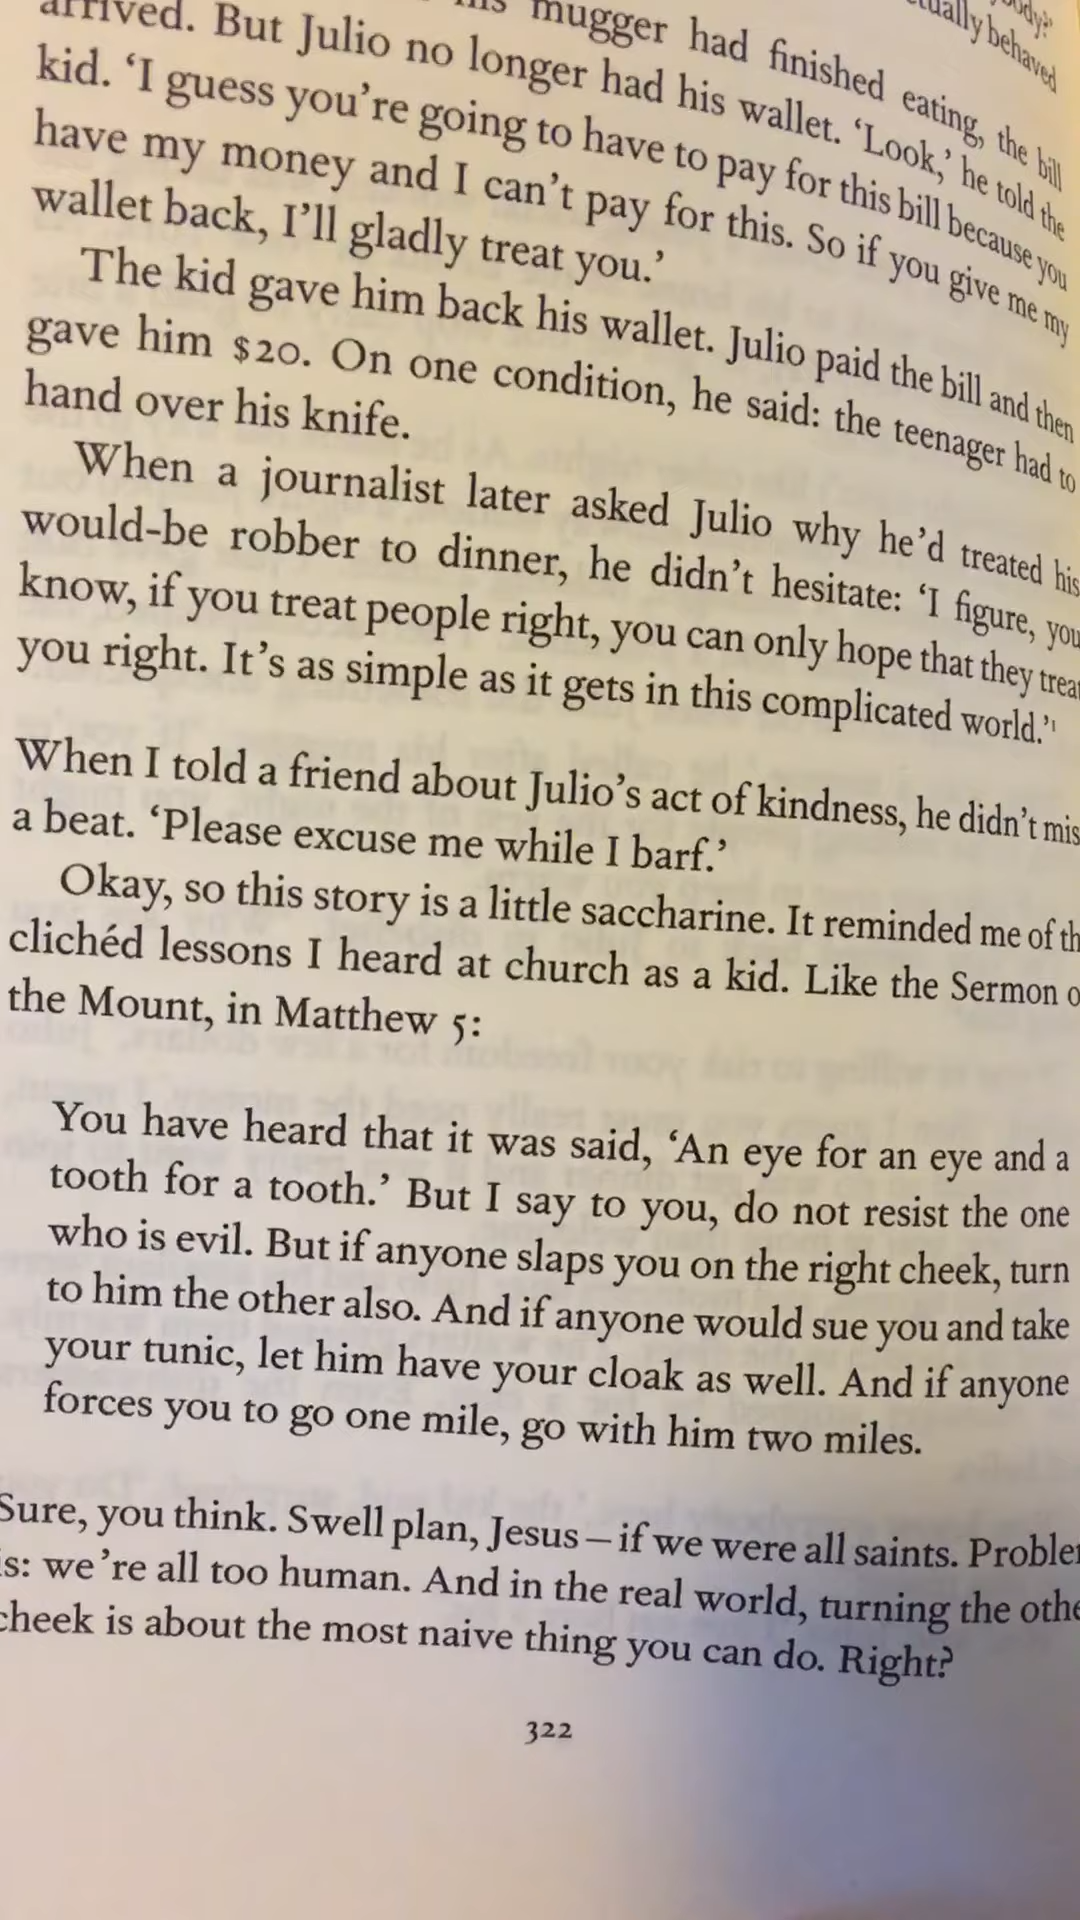 ody?'
tually behaved
his mugger had finished eating, the bill
arrived. But Julio no longer had his wallet. ‘Look,’ he told the
kid. ‘I guess you’re going to have to pay for this bill because you
have my money and I can’t pay for this. So if you give me my
wallet back, I’ll gladly treat you.’
The kid gave him back his wallet. Julio paid the bill and then
gave him $20. On one condition, he said: the teenager had to
hand over his knife.
When a journalist later asked Julio why he’d treated his
would-be robber to dinner, he didn’t hesitate: ‘I figure, you
know, if you treat people right, you can only hope that they treat
you right. It’s as simple as it gets in this complicated world.’¹
When I told a friend about Julio’s act of kindness, he didn’t mis
a beat. ‘Please excuse me while I barf.’
Okay, so this story is a little saccharine. It reminded me of th
clichéd lessons I heard at church as a kid. Like the Sermon o
the Mount, in Matthew 5:
You have heard that it was said, ‘An eye for an eye and a
tooth for a tooth.’ But I say to you, do not resist the one
who is evil. But if anyone slaps you on the right cheek, turn
to him the other also. And if anyone would sue you and take
your tunic, let him have your cloak as well. And if anyone
forces you to go one mile, go with him two miles.
Sure, you think. Swell plan, Jesus – if we were all saints. Problem
is: we’re all too human. And in the real world, turning the othe
cheek is about the most naive thing you can do. Right?
322